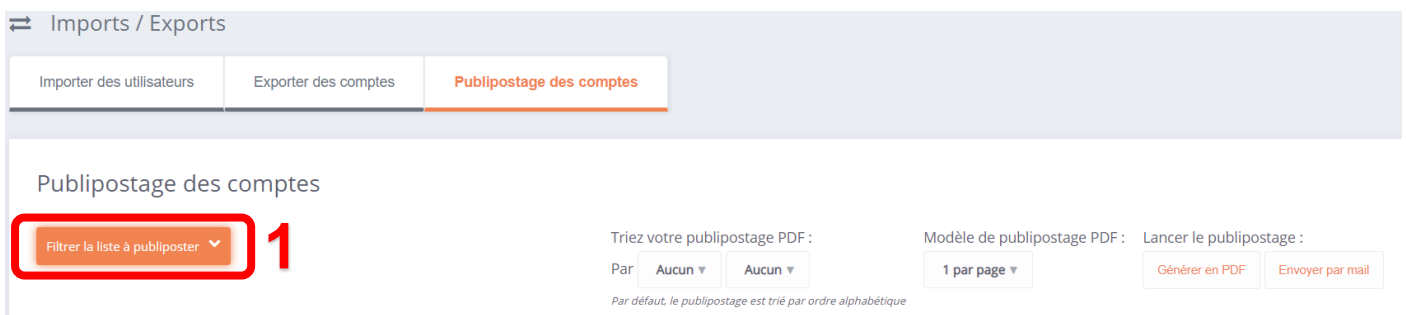 Imports / Exports
Importer des utilisateurs
Exporter des comptes
Publipostage des comptes
Publipostage des comptes
Filtrer la liste à publiposter
1
Triez votre publipostage PDF :
Par Aucun Aucun
Par défaut, le publipostage est trié par ordre alphabétique
Modèle de publipostage PDF :
1 par page
Lancer le publipostage :
Générer en PDF
Envoyer par mail